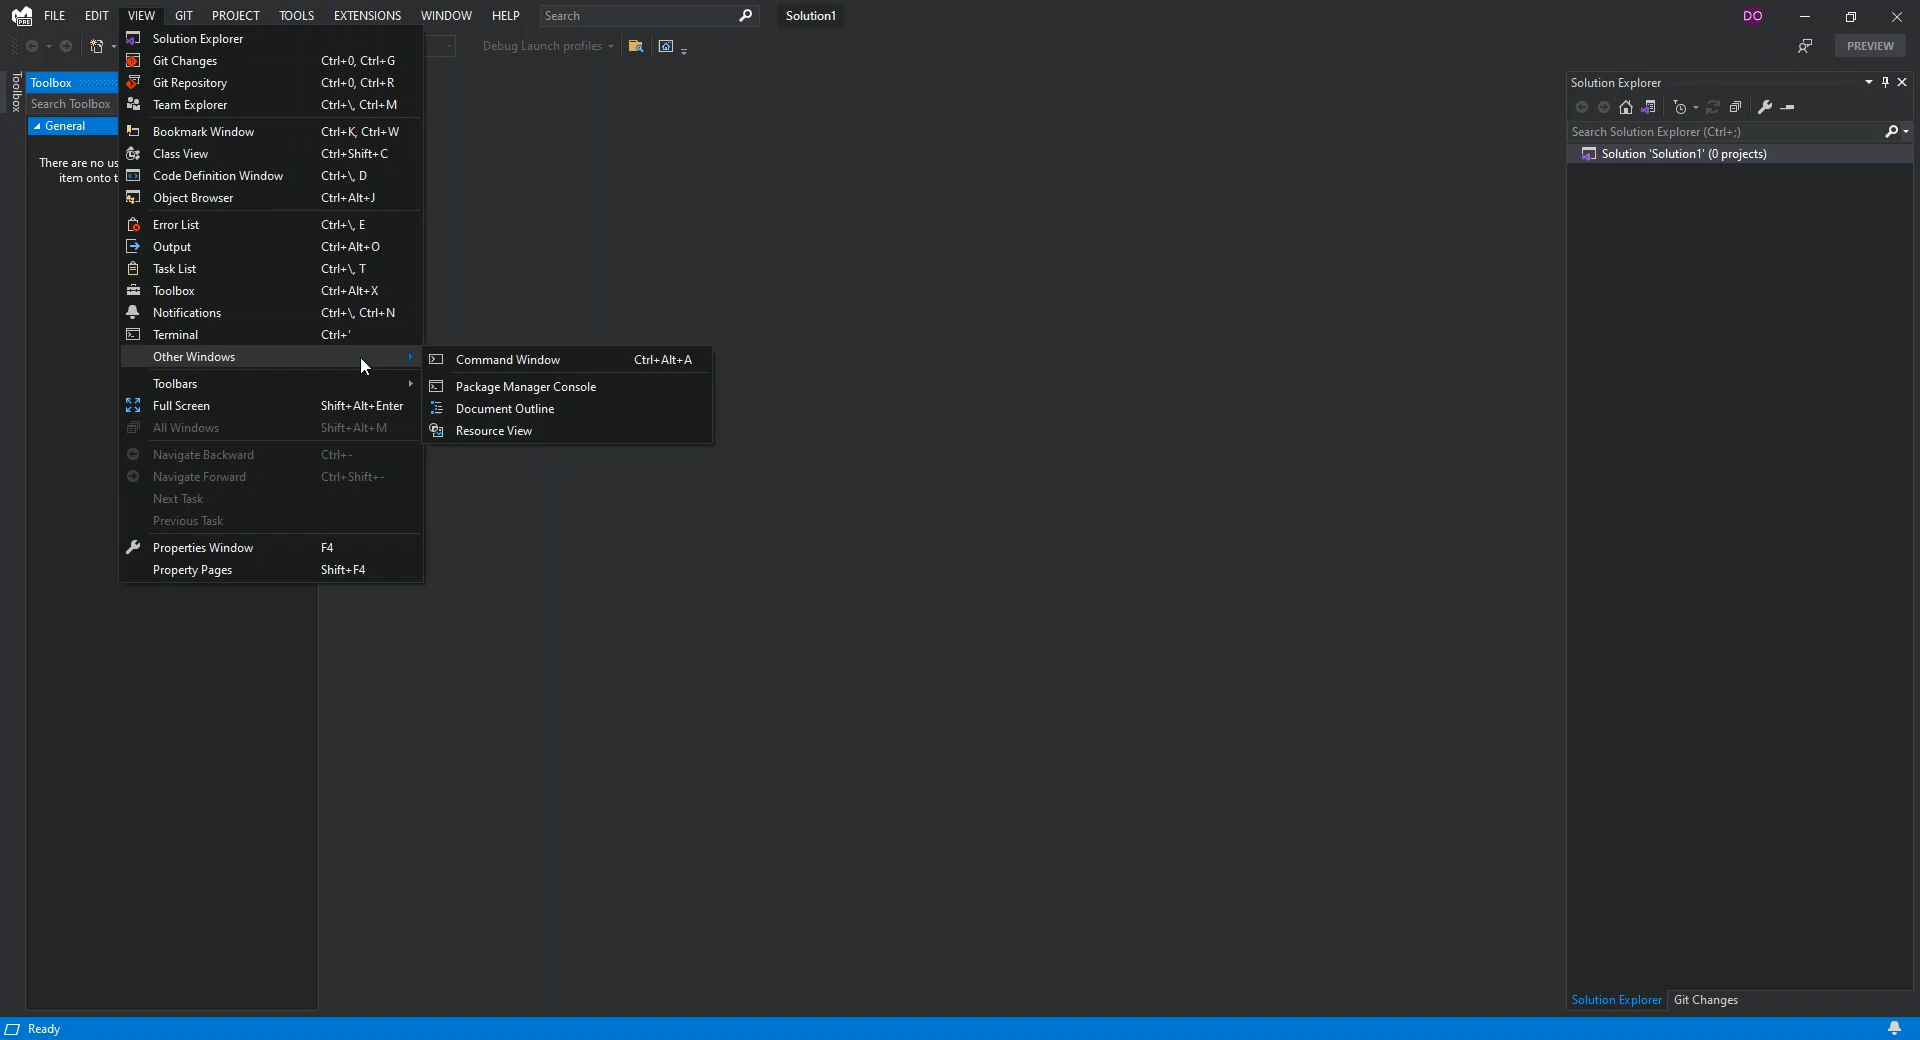 FILE EDIT VIEW GIT PROJECT TOOLS EXTENSIONS WINDOW HELP Search Solution1 DO
PRE
Debug Launch profiles PREVIEW
Toolbox
Toolbox
Search Toolbox
General
There are no us
item onto t
Solution Explorer
Git Changes Ctrl+0, Ctrl+G
Git Repository Ctrl+0, Ctrl+R
Team Explorer Ctrl+\, Ctrl+M
Bookmark Window Ctrl+K, Ctrl+W
Class View Ctrl+Shift+C
Code Definition Window Ctrl+\, D
Object Browser Ctrl+Alt+J
Error List Ctrl+\, E
Output Ctrl+Alt+O
Task List Ctrl+\, T
Toolbox Ctrl+Alt+X
Notifications Ctrl+\, Ctrl+N
Terminal Ctrl+'
Other Windows
Toolbars
Full Screen Shift+Alt+Enter
All Windows Shift+Alt+M
Navigate Backward Ctrl+-
Navigate Forward Ctrl+Shift+-
Next Task
Previous Task
Properties Window F4
Property Pages Shift+F4
Command Window Ctrl+Alt+A
Package Manager Console
Document Outline
Resource View
Solution Explorer
Search Solution Explorer (Ctrl+;)
Solution 'Solution1' (0 projects)
Solution Explorer Git Changes
Ready